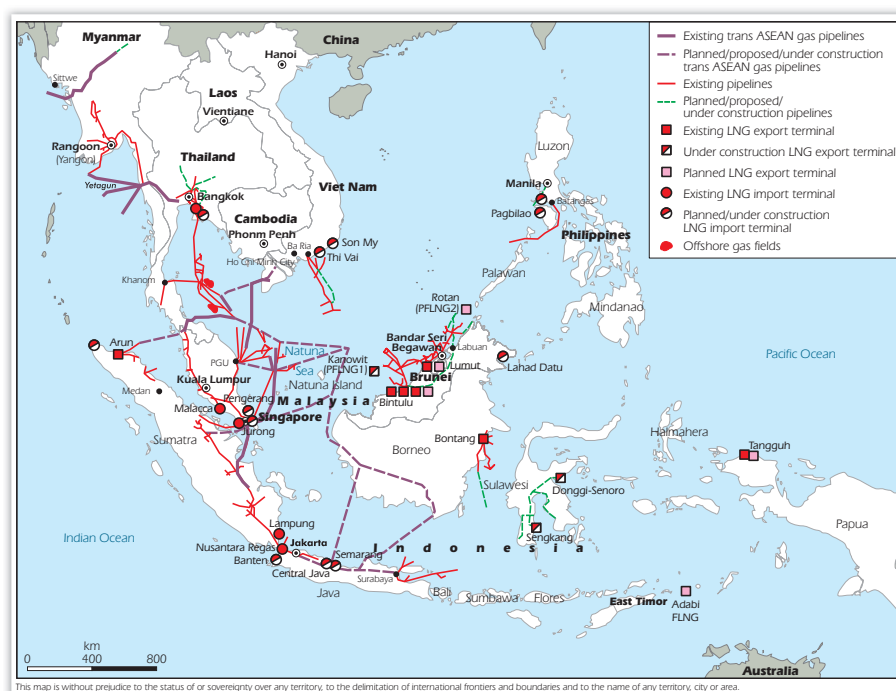 Myanmar
China
Hanoi
Sittwe
Laos
Vientiane
Rangoon
(Yangon)
Thailand
Yetagun
Bangkok
Viet Nam
Cambodia
Phonm Penh
Ba Ria
Ho Chi Minh City
Son My
Thi Vai
Khanom
Luzon
Manila
Batangas
Pagbilao
Philippines
Palawan
Mindanao
Rotan
(PFLNG2)
Bandar Seri
Begawan
Labuan
Lumut
Brunei
Lahad Datu
Arun
PGU
Natuna
Sea
Natuna Island
Kanowit
(PFLNG1)
Kuala Lumpur
Medan
Malaysia
Bintulu
Pengerang
Malacca
Singapore
Jurong
Sumatra
Borneo
Bontang
Sulawesi
Donggi-Senoro
Sengkang
Halmahera
Tangguh
Papua
Pacific Ocean
Indian Ocean
Lampung
Nusantara Regas
Jakarta
Banten
Semarang
Central Java
Java
Surabaya
Bali
Sumbawa
Flores
Indonesia
East Timor
Adabi
FLNG
Australia
Existing trans ASEAN gas pipelines
Planned/proposed/under construction
trans ASEAN gas pipelines
Existing pipelines
Planned/proposed/
under construction pipelines
Existing LNG export terminal
Under construction LNG export terminal
Planned LNG export terminal
Existing LNG import terminal
Planned/under construction
LNG import terminal
Offshore gas fields
km
0 400 800
This map is without prejudice to the status of or sovereignty over any territory, to the delimitation of international frontiers and boundaries and to the name of any territory, city or area.